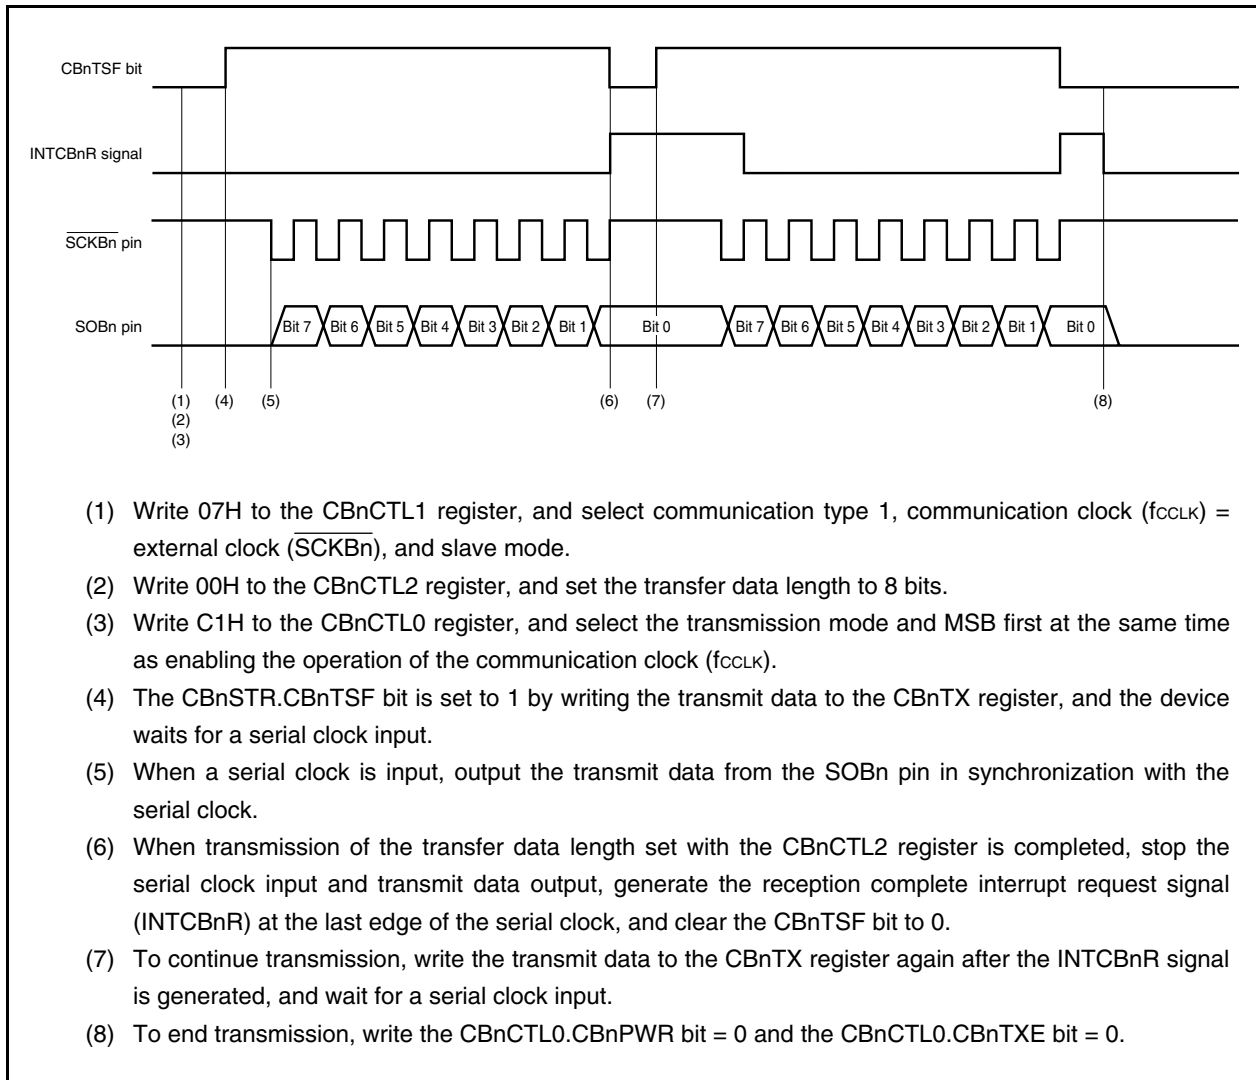 CBnTSF bit
INTCBnR signal
SCKBn pin
SOBn pin
Bit 7 Bit 6 Bit 5 Bit 4 Bit 3 Bit 2 Bit 1 Bit 0 Bit 7 Bit 6 Bit 5 Bit 4 Bit 3 Bit 2 Bit 1 Bit 0
(1) (4) (5) (6) (7) (8)
(2)
(3)
(1) Write 07H to the CBnCTL1 register, and select communication type 1, communication clock (fCCLK) =
external clock (SCKBn), and slave mode.
(2) Write 00H to the CBnCTL2 register, and set the transfer data length to 8 bits.
(3) Write C1H to the CBnCTL0 register, and select the transmission mode and MSB first at the same time
as enabling the operation of the communication clock (fCCLK).
(4) The CBnSTR.CBnTSF bit is set to 1 by writing the transmit data to the CBnTX register, and the device
waits for a serial clock input.
(5) When a serial clock is input, output the transmit data from the SOBn pin in synchronization with the
serial clock.
(6) When transmission of the transfer data length set with the CBnCTL2 register is completed, stop the
serial clock input and transmit data output, generate the reception complete interrupt request signal
(INTCBnR) at the last edge of the serial clock, and clear the CBnTSF bit to 0.
(7) To continue transmission, write the transmit data to the CBnTX register again after the INTCBnR signal
is generated, and wait for a serial clock input.
(8) To end transmission, write the CBnCTL0.CBnPWR bit = 0 and the CBnCTL0.CBnTXE bit = 0.